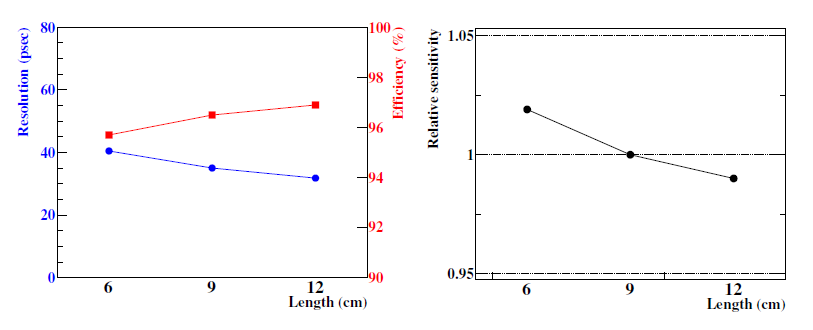 80
60
40
20
0
Resolution (psec)
100
98
96
94
92
90
Efficiency (%)
6 9 12
Length (cm)
1.05
1
0.95
Relative sensitivity
6 9 12
Length (cm)